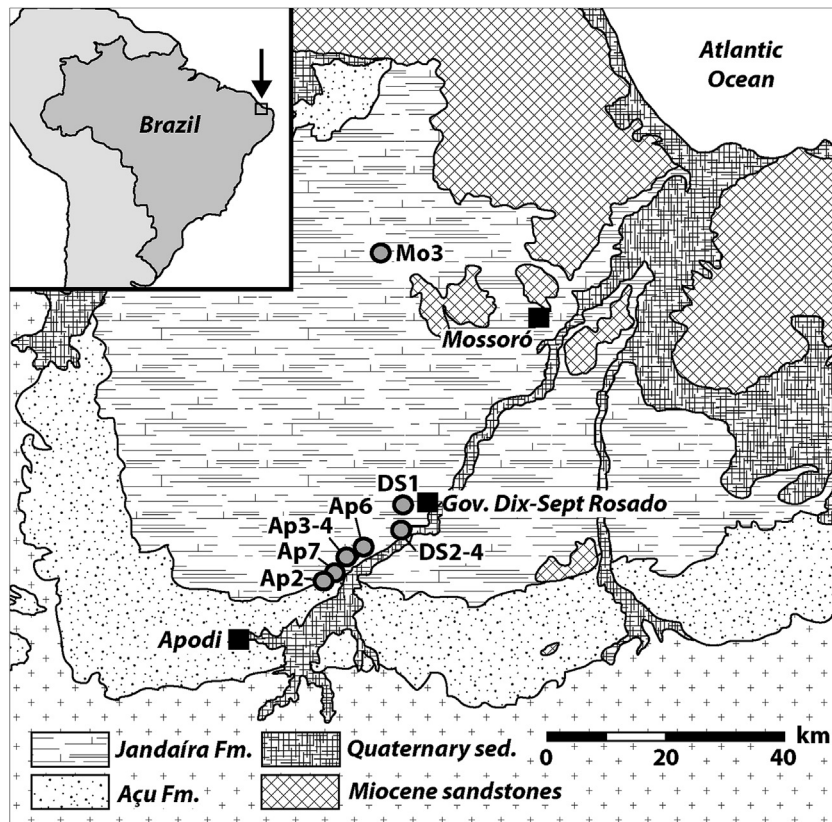 Atlantic
Ocean
Brazil
Mo3
Mossoró
DS1
Gov. Dix-Sept Rosado
Ap6
Ap3-4
DS2-4
Ap7
Ap2
Apodi
Jandaíra Fm.
Quaternary sed.
km
0 20 40
Açu Fm.
Miocene sandstones